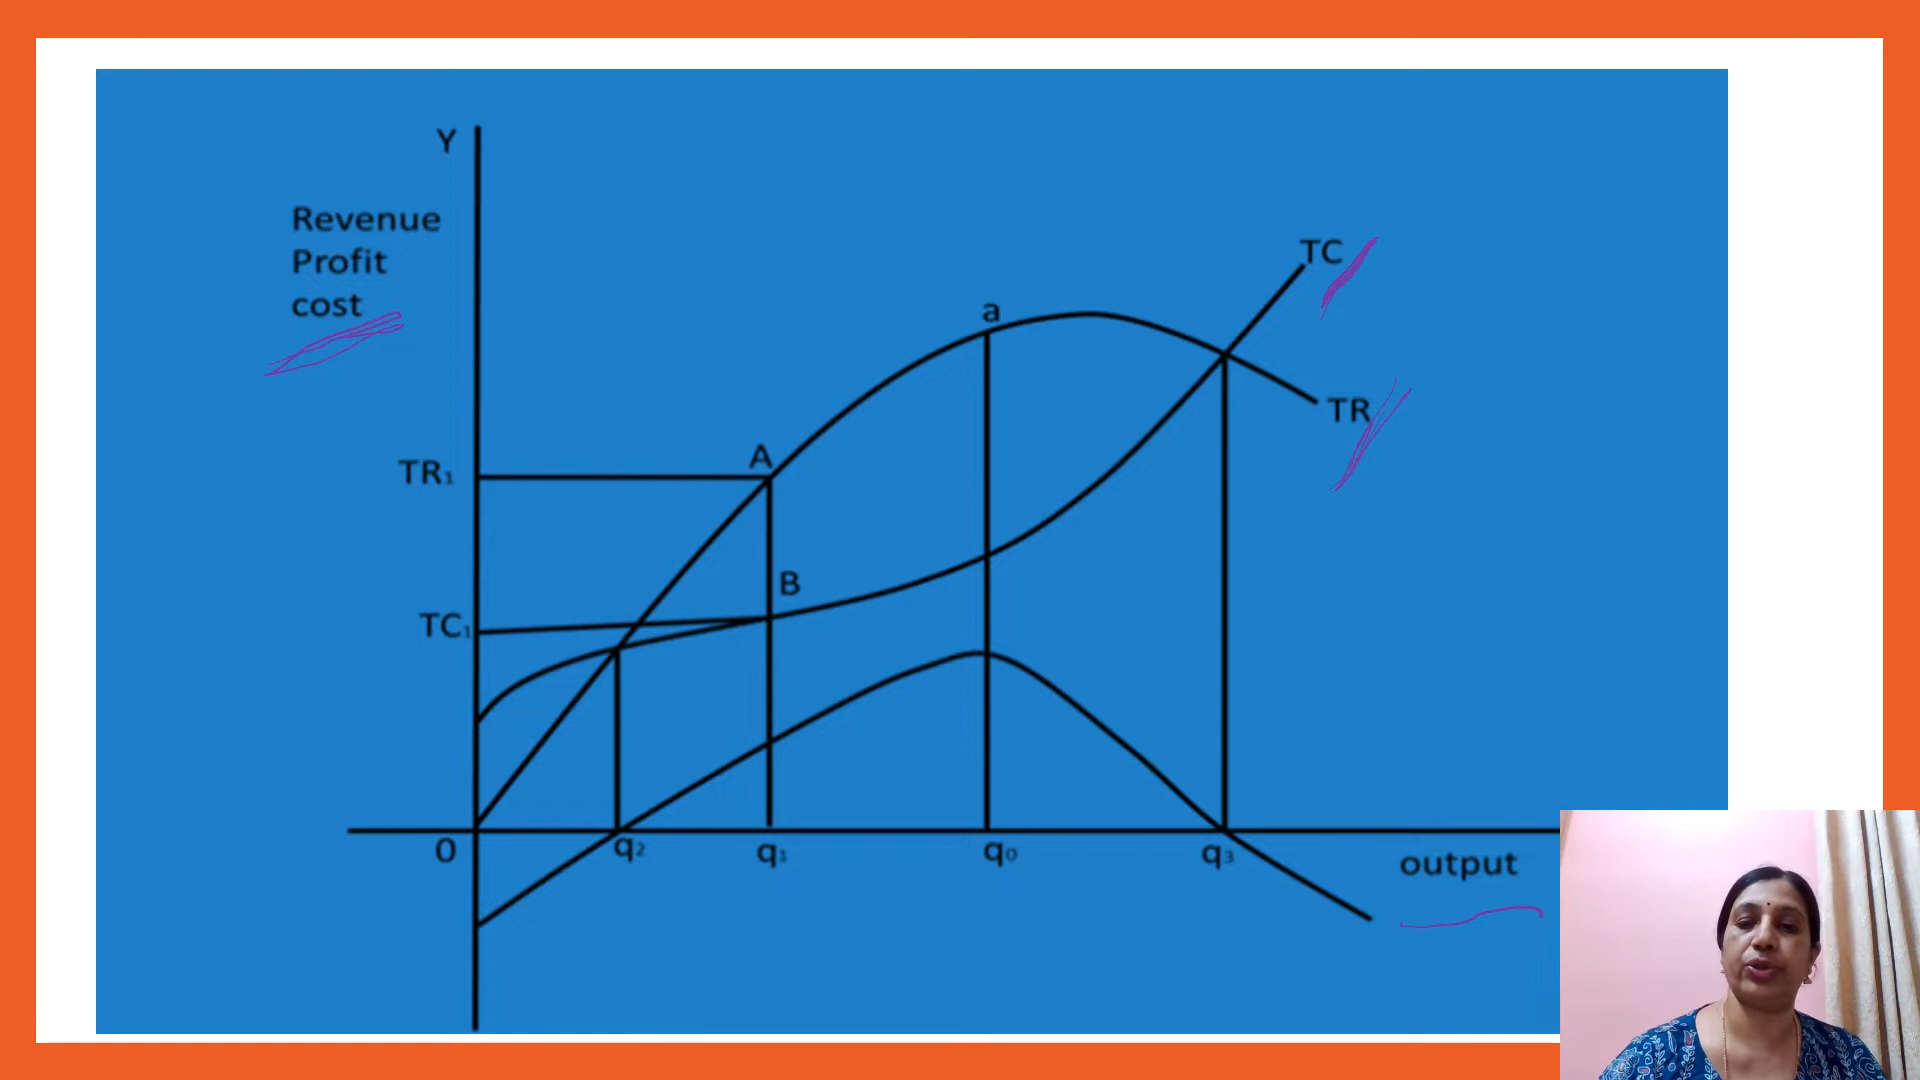 Y
Revenue
Profit
cost
TC
a
TR
TR₁
A
B
TC₁
0
q₂
q₁
q₀
q₃
output